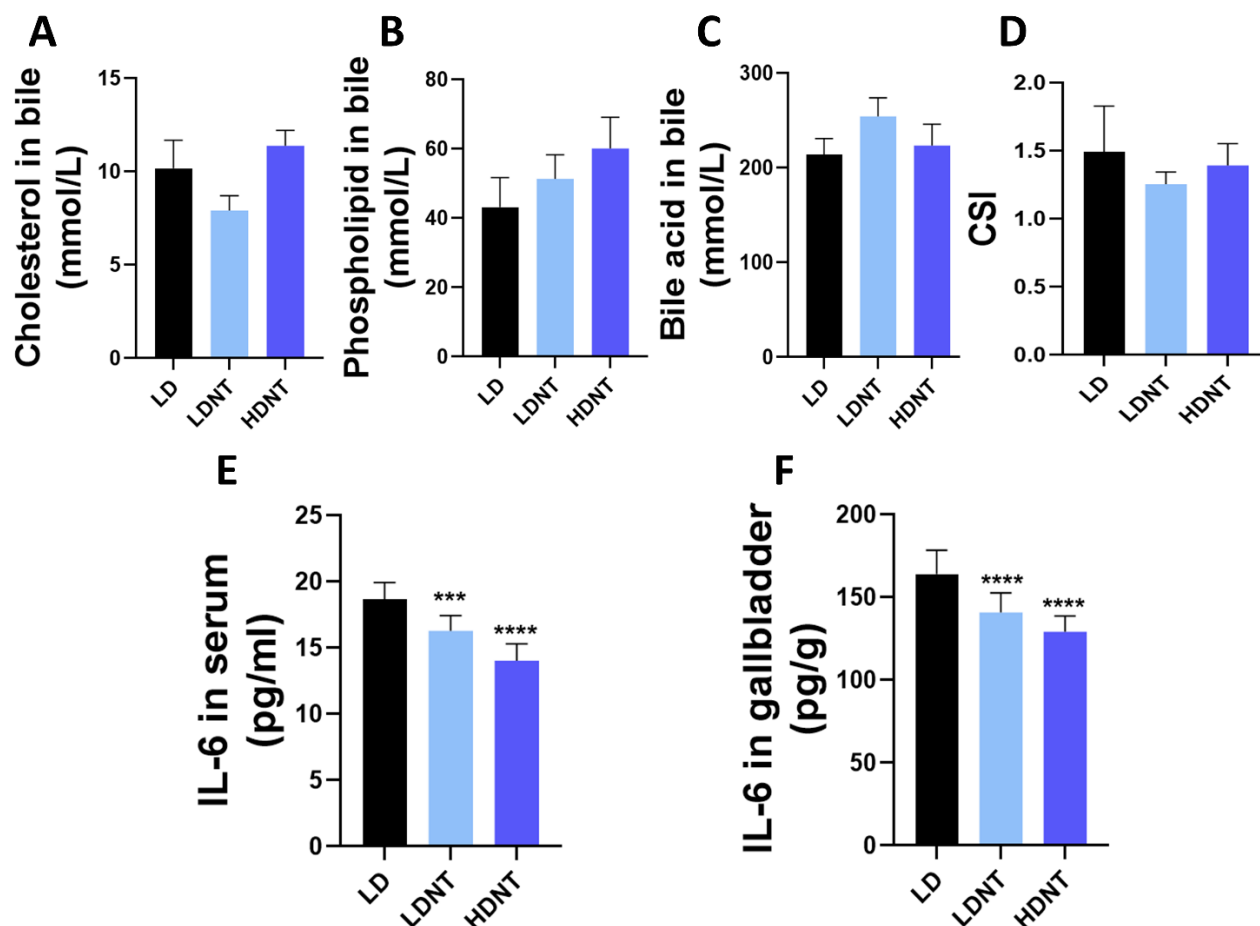 A
Cholesterol in bile
(mmol/L)
15
10
5
0
LD
LDNT
HDNT
B
Phospholipid in bile
(mmol/L)
80
60
40
20
0
LD
LDNT
HDNT
C
Bile acid in bile
(mmol/L)
300
200
100
0
LD
LDNT
HDNT
D
CSI
2.0
1.5
1.0
0.5
0.0
LD
LDNT
HDNT
E
IL-6 in serum
(pg/ml)
25
20
15
10
5
0
***
****
LD
LDNT
HDNT
F
IL-6 in gallbladder
(pg/g)
200
150
100
50
0
****
****
LD
LDNT
HDNT